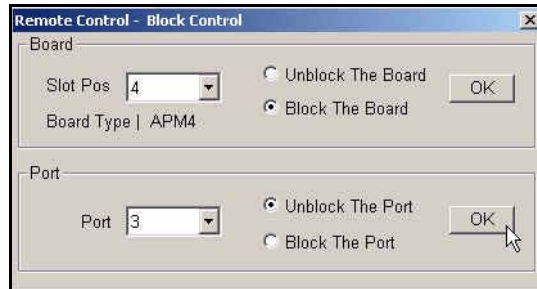 Remote Control - Block Control
Board
Slot Pos 4
Unblock The Board
Block The Board
OK
Board Type | APM4
Port
Port 3
Unblock The Port
Block The Port
OK